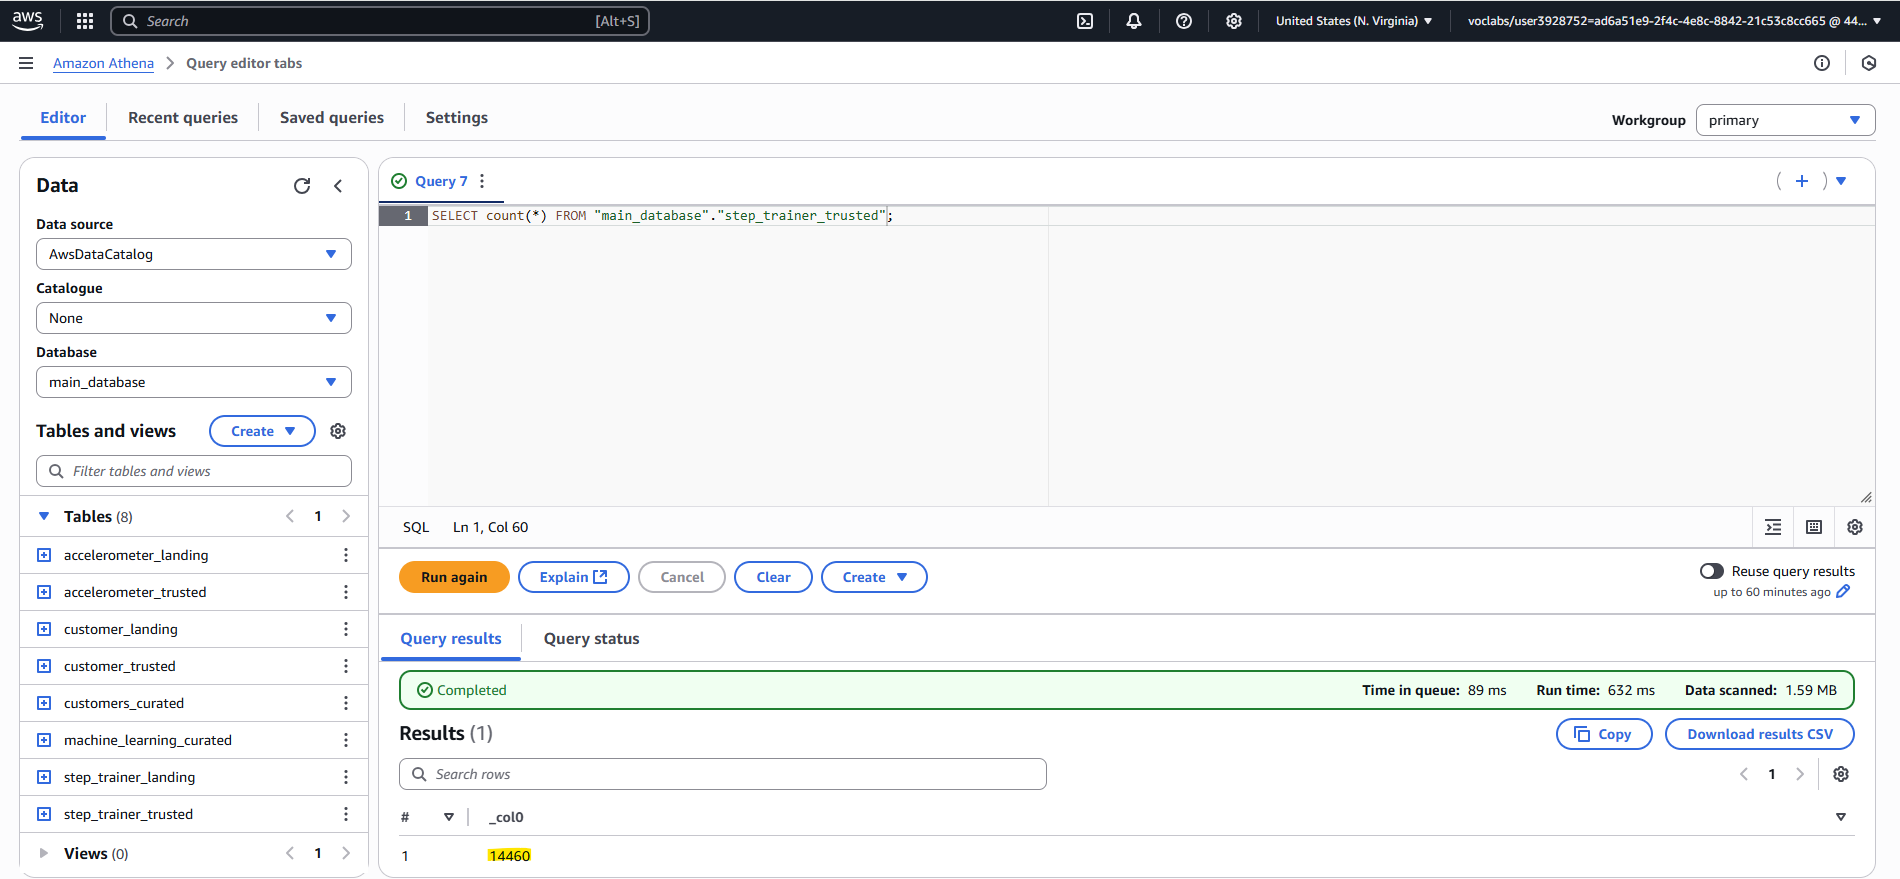 aws Search [Alt+S] United States (N. Virginia) voclabs/user3928752=ad6a51e9-2f4c-4e8c-8842-21c53c8cc665 @ 44...
Amazon Athena Query editor tabs
Editor Recent queries Saved queries Settings
Workgroup primary
Data
Data source
AwsDataCatalog
Catalogue
None
Database
main_database
Tables and views Create
Filter tables and views
Tables (8) 1
accelerometer_landing
accelerometer_trusted
customer_landing
customer_trusted
customers_curated
machine_learning_curated
step_trainer_landing
step_trainer_trusted
Views (0) 1
Query 7
1 SELECT count(*) FROM "main_database"."step_trainer_trusted";
SQL Ln 1, Col 60
Run again Explain Cancel Clear Create
Reuse query results
up to 60 minutes ago
Query results Query status
Completed Time in queue: 89 ms Run time: 632 ms Data scanned: 1.59 MB
Results (1) Copy Download results CSV
Search rows 1
# _col0
1 14460